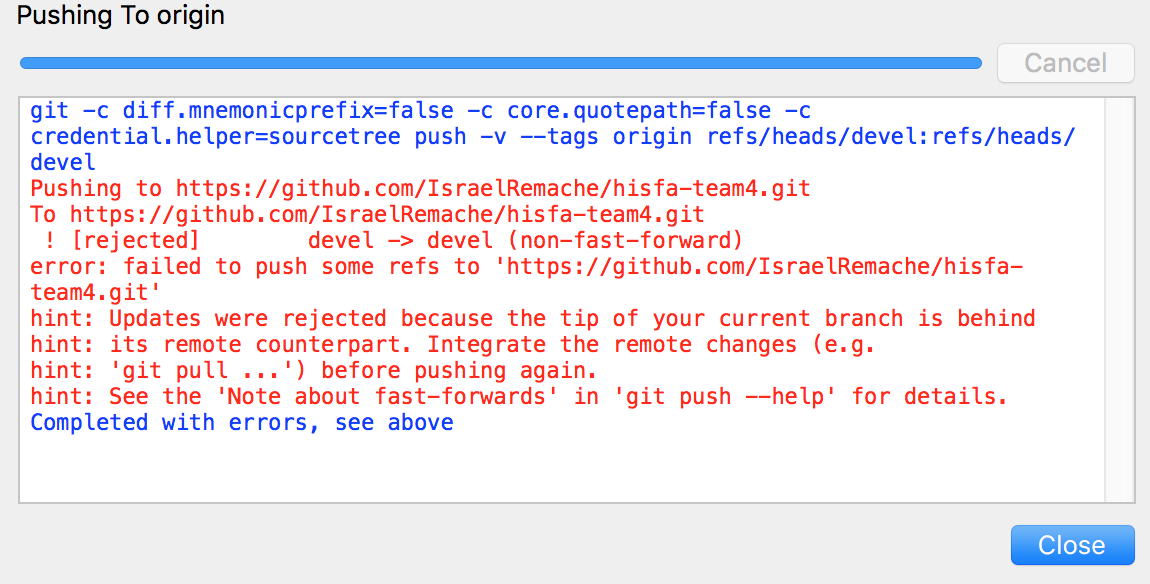 Pushing To origin
Cancel
git -c diff.mnemonicprefix=false -c core.quotepath=false -c
credential.helper=sourcetree push -v --tags origin refs/heads/devel:refs/heads/
devel
Pushing to https://github.com/IsraelRemache/hisfa-team4.git
To https://github.com/IsraelRemache/hisfa-team4.git
 ! [rejected]        devel -> devel (non-fast-forward)
error: failed to push some refs to 'https://github.com/IsraelRemache/hisfa-
team4.git'
hint: Updates were rejected because the tip of your current branch is behind
hint: its remote counterpart. Integrate the remote changes (e.g.
hint: 'git pull ...') before pushing again.
hint: See the 'Note about fast-forwards' in 'git push --help' for details.
Completed with errors, see above
Close